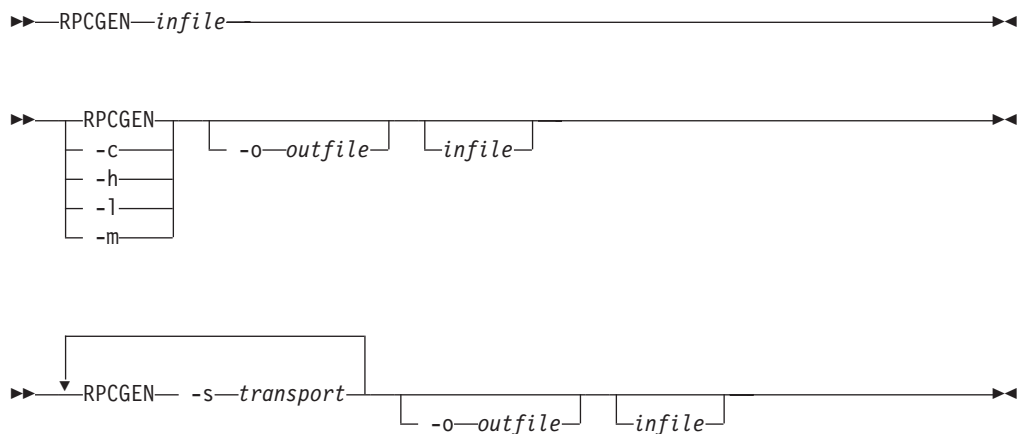 RPCGEN infile
RPCGEN
-c
-h
-l
-m
-o outfile
infile
RPCGEN -s transport
-o outfile
infile